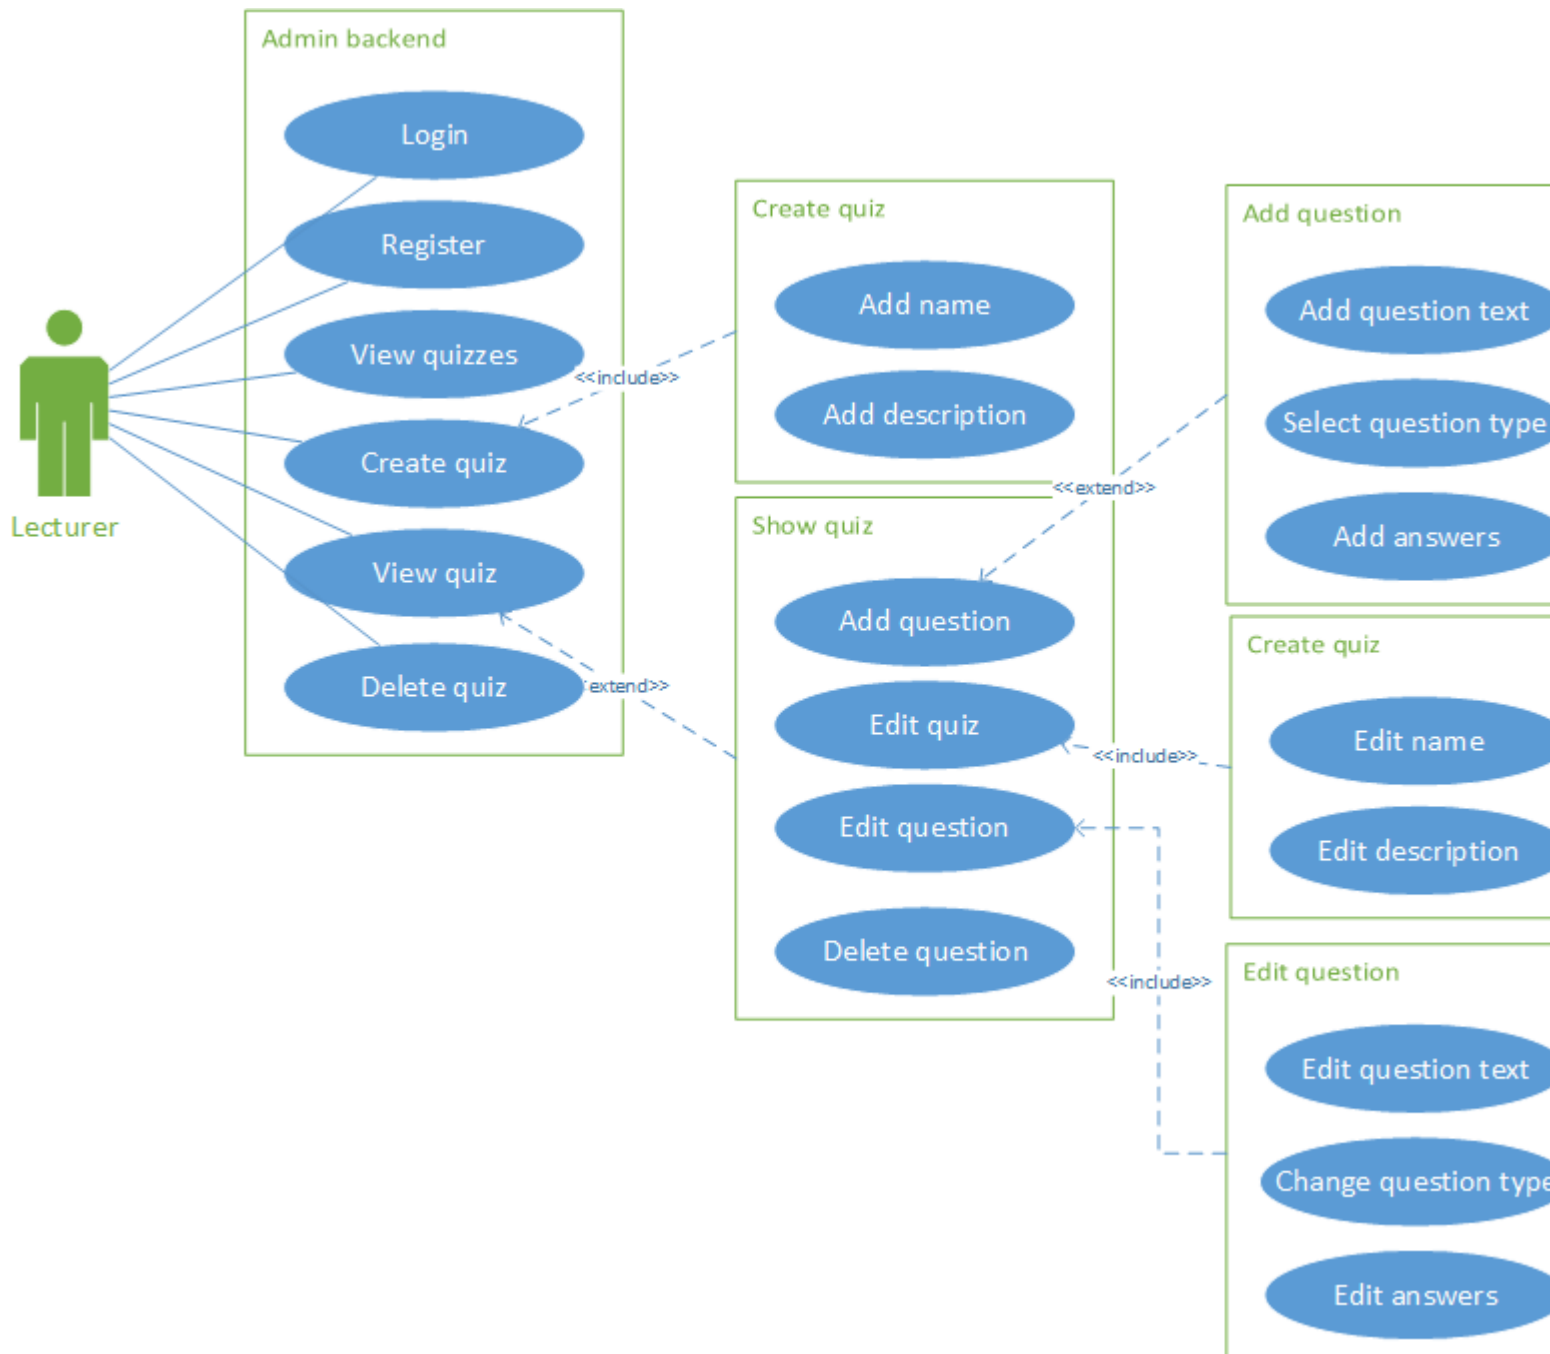 Admin backend
Login
Register
View quizzes
Create quiz
View quiz
Delete quiz
Lecturer
<<include>>
extend>>
Create quiz
Add name
Add description
Show quiz
Add question
Edit quiz
Edit question
Delete question
<<extend>>
<<include>>
<<include>>
Add question
Add question text
Select question type
Add answers
Create quiz
Edit name
Edit description
Edit question
Edit question text
Change question type
Edit answers